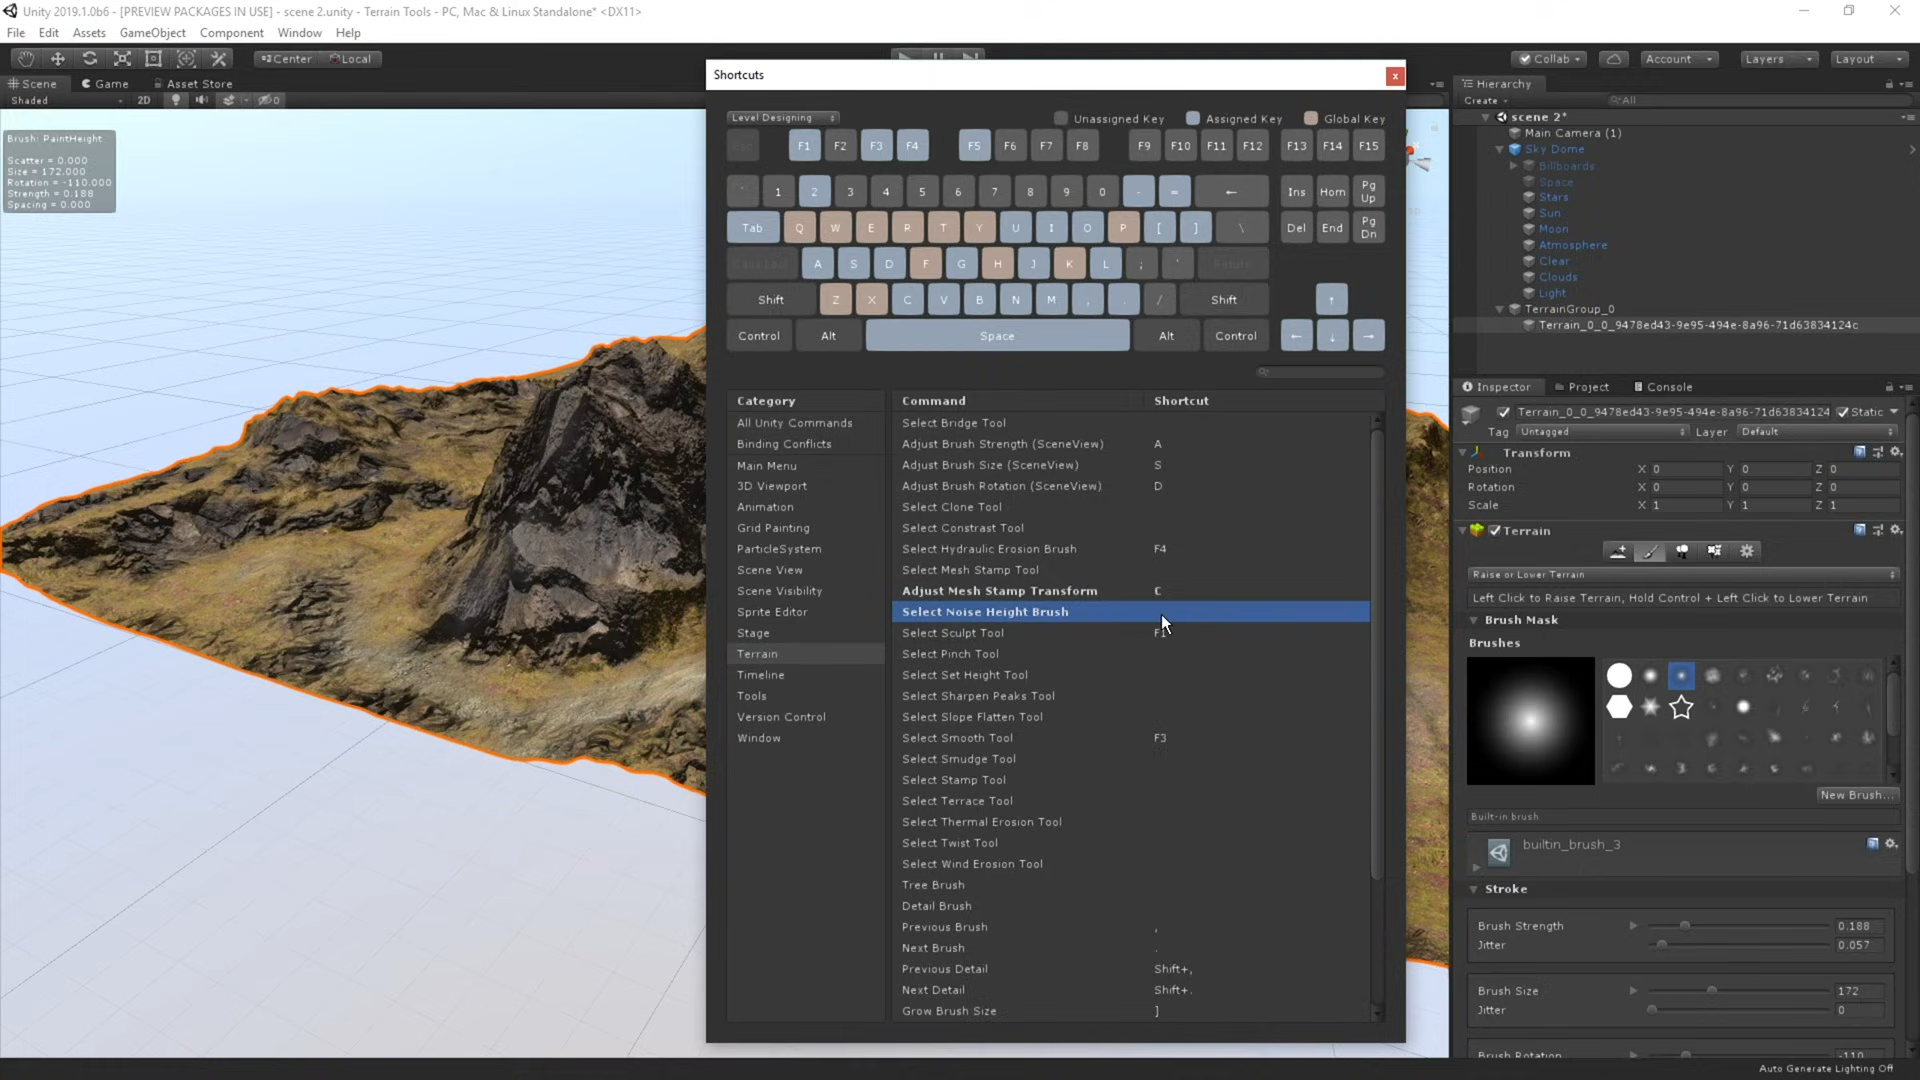 Unity 2019.1.0b6 - [PREVIEW PACKAGES IN USE] - scene 2.unity - Terrain Tools - PC, Mac & Linux Standalone* <DX11>
File Edit Assets GameObject Component Window Help
Center Local
Collab Account Layers Layout
Scene Game Asset Store
Shaded 2D 0
Brush: PaintHeight
Scatter = 0.000
Size = 172.000
Rotation = -110.000
Strength = 0.188
Spacing = 0.000
Shortcuts
x
Level Designing
Unassigned Key Assigned Key Global Key
Esc F1 F2 F3 F4 F5 F6 F7 F8 F9 F10 F11 F12 F13 F14 F15
` 1 2 3 4 5 6 7 8 9 0 - = ← Ins Hom Pg Up
Tab Q W E R T Y U I O P [ ] \ Del End Pg Dn
A S D F G H J K L ; '
Shift Z X C V B N M , . / Shift ↑
Control Alt Space Alt Control ← ↓ →
Category
All Unity Commands
Binding Conflicts
Main Menu
3D Viewport
Animation
Grid Painting
ParticleSystem
Scene View
Scene Visibility
Sprite Editor
Stage
Terrain
Timeline
Tools
Version Control
Window
Command Shortcut
Select Bridge Tool
Adjust Brush Strength (SceneView) A
Adjust Brush Size (SceneView) S
Adjust Brush Rotation (SceneView) D
Select Clone Tool
Select Constrast Tool
Select Hydraulic Erosion Brush F4
Select Mesh Stamp Tool
Adjust Mesh Stamp Transform C
Select Noise Height Brush
Select Sculpt Tool F1
Select Pinch Tool
Select Set Height Tool
Select Sharpen Peaks Tool
Select Slope Flatten Tool
Select Smooth Tool F3
Select Smudge Tool
Select Stamp Tool
Select Terrace Tool
Select Thermal Erosion Tool
Select Twist Tool
Select Wind Erosion Tool
Tree Brush
Detail Brush
Previous Brush ,
Next Brush .
Previous Detail Shift+,
Next Detail Shift+.
Grow Brush Size ]
Hierarchy
Create All
scene 2*
Main Camera (1)
Sky Dome
Billboards
Space
Stars
Sun
Moon
Atmosphere
Clear
Clouds
Light
TerrainGroup_0
Terrain_0_0_9478ed43-9e95-494e-8a96-71d63834124c
Inspector Project Console
Terrain_0_0_9478ed43-9e95-494e-8a96-71d63834124 Static
Tag Untagged Layer Default
Transform
Position X 0 Y 0 Z 0
Rotation X 0 Y 0 Z 0
Scale X 1 Y 1 Z 1
Terrain
Raise or Lower Terrain
Left Click to Raise Terrain, Hold Control + Left Click to Lower Terrain
Brush Mask
Brushes
New Brush...
Built-in brush
builtin_brush_3
Stroke
Brush Strength 0.188
Jitter 0.057
Brush Size 172
Jitter 0
Brush Rotation -110
Auto Generate Lighting Off